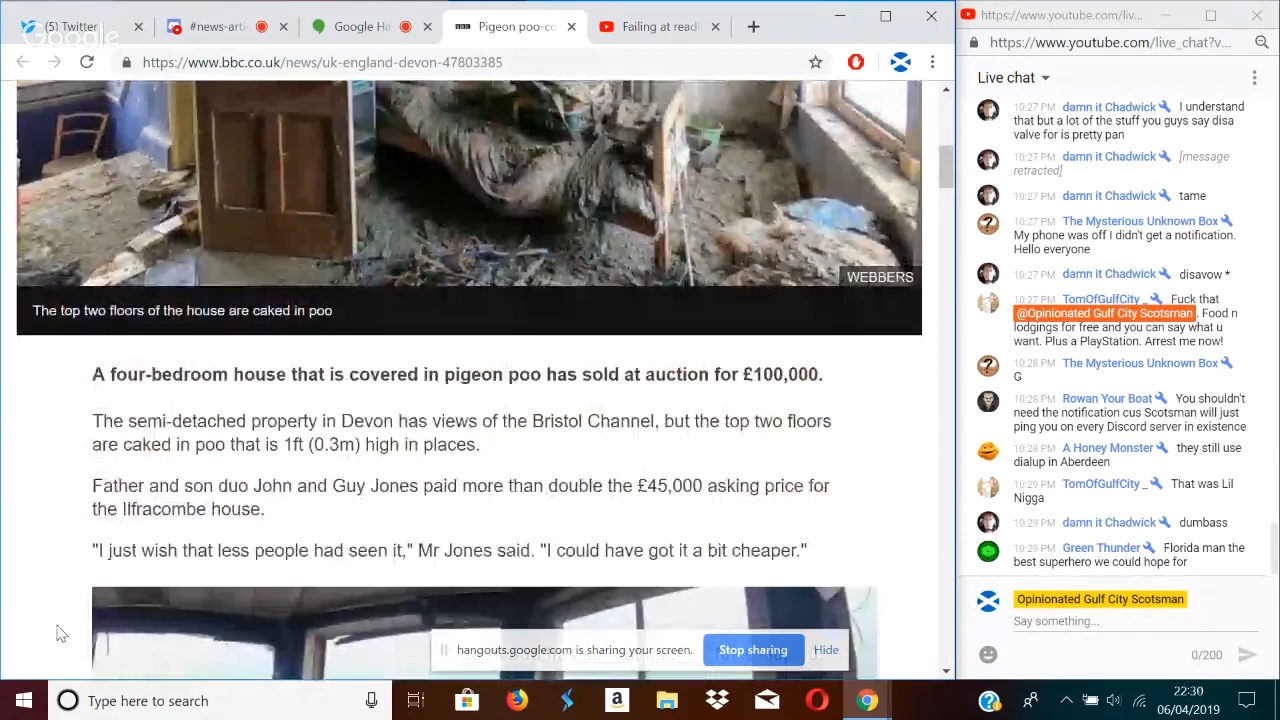 (5) Twitter
#news-arti
Google Ha
BBC
Pigeon poo-co
Failing at readi
Google
https://www.bbc.co.uk/news/uk-england-devon-47803385
WEBBERS
The top two floors of the house are caked in poo
A four-bedroom house that is covered in pigeon poo has sold at auction for £100,000.
The semi-detached property in Devon has views of the Bristol Channel, but the top two floors
are caked in poo that is 1ft (0.3m) high in places.
Father and son duo John and Guy Jones paid more than double the £45,000 asking price for
the Ilfracombe house.
"I just wish that less people had seen it," Mr Jones said. "I could have got it a bit cheaper."
hangouts.google.com is sharing your screen.
Stop sharing
Hide
https://www.youtube.com/liv...
https://www.youtube.com/live_chat?v...
Live chat
10:27 PM damn it Chadwick I understand
that but a lot of the stuff you guys say disa
valve for is pretty pan
10:27 PM damn it Chadwick [message
retracted]
10:27 PM damn it Chadwick tame
10:27 PM The Mysterious Unknown Box
My phone was off I didn't get a notification.
Hello everyone
10:27 PM damn it Chadwick disavow *
10:27 PM TomOfGulfCity _ Fuck that
@Opinionated Gulf City Scotsman . Food n
lodgings for free and you can say what u
want. Plus a PlayStation. Arrest me now!
10:28 PM The Mysterious Unknown Box
G
10:28 PM Rowan Your Boat You shouldn't
need the notification cus Scotsman will just
ping you on every Discord server in existence
10:28 PM A Honey Monster they still use
dialup in Aberdeen
10:29 PM TomOfGulfCity _ That was Lil
Nigga
10:29 PM damn it Chadwick dumbass
10:29 PM Green Thunder Florida man the
best superhero we could hope for
Opinionated Gulf City Scotsman
Say something...
0/200
Type here to search
22:30
06/04/2019